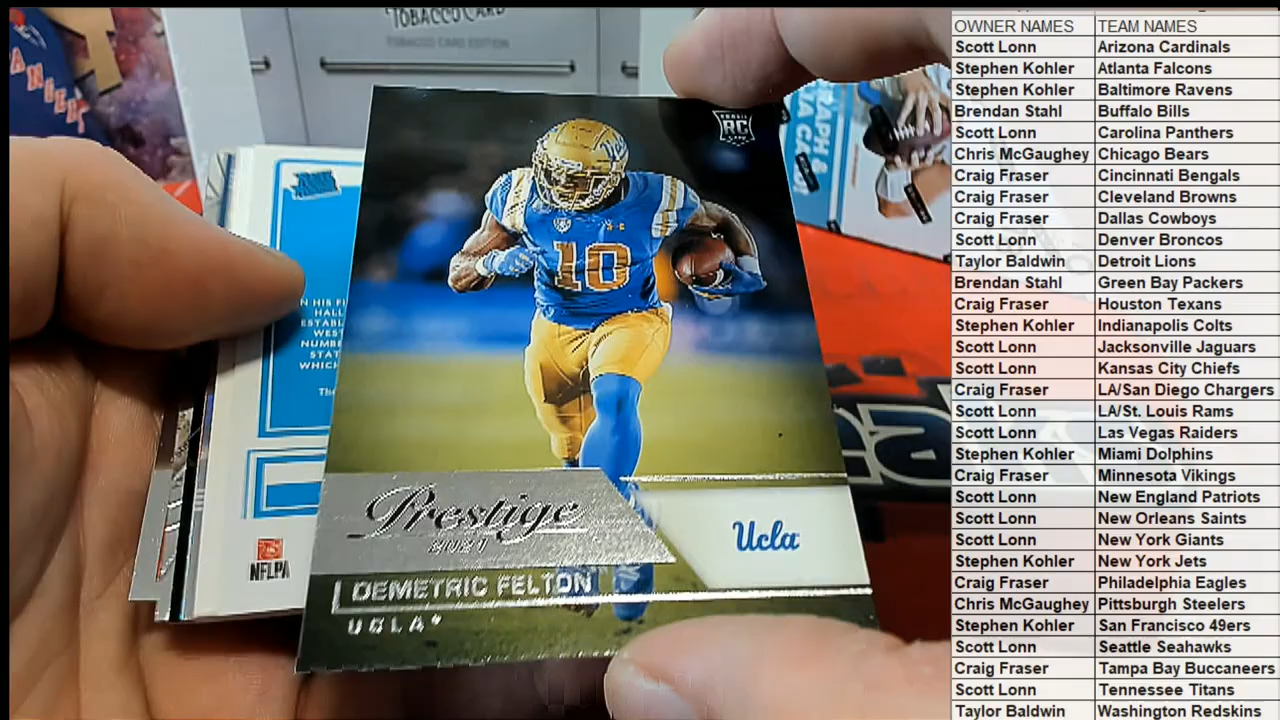 TOBACCO CARD
TOBACCO CARD EDITION
RC
Ucla
10
NFLPA
Prestige
2021
Ucla
DEMETRIC FELTON
UCLA
OWNER NAMES TEAM NAMES
Scott Lonn Arizona Cardinals
Stephen Kohler Atlanta Falcons
Stephen Kohler Baltimore Ravens
Brendan Stahl Buffalo Bills
Scott Lonn Carolina Panthers
Chris McGaughey Chicago Bears
Craig Fraser Cincinnati Bengals
Craig Fraser Cleveland Browns
Craig Fraser Dallas Cowboys
Scott Lonn Denver Broncos
Taylor Baldwin Detroit Lions
Brendan Stahl Green Bay Packers
Craig Fraser Houston Texans
Stephen Kohler Indianapolis Colts
Scott Lonn Jacksonville Jaguars
Scott Lonn Kansas City Chiefs
Craig Fraser LA/San Diego Chargers
Scott Lonn LA/St. Louis Rams
Scott Lonn Las Vegas Raiders
Stephen Kohler Miami Dolphins
Craig Fraser Minnesota Vikings
Scott Lonn New England Patriots
Scott Lonn New Orleans Saints
Scott Lonn New York Giants
Stephen Kohler New York Jets
Craig Fraser Philadelphia Eagles
Chris McGaughey Pittsburgh Steelers
Stephen Kohler San Francisco 49ers
Scott Lonn Seattle Seahawks
Craig Fraser Tampa Bay Buccaneers
Scott Lonn Tennessee Titans
Taylor Baldwin Washington Redskins